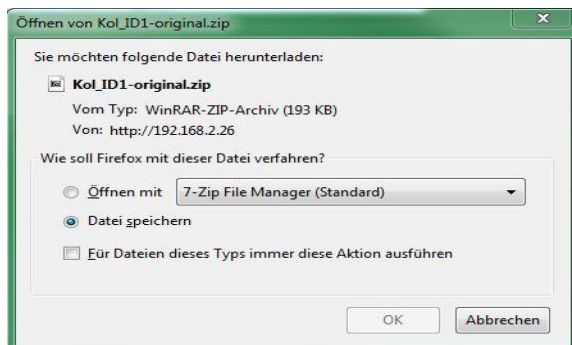 Öffnen von Kol_ID1-original.zip
Sie möchten folgende Datei herunterladen:
Kol_ID1-original.zip
Vom Typ: WinRAR-ZIP-Archiv (193 KB)
Von: http://192.168.2.26
Wie soll Firefox mit dieser Datei verfahren?
Öffnen mit 7-Zip File Manager (Standard)
Datei speichern
Für Dateien dieses Typs immer diese Aktion ausführen
OK Abbrechen